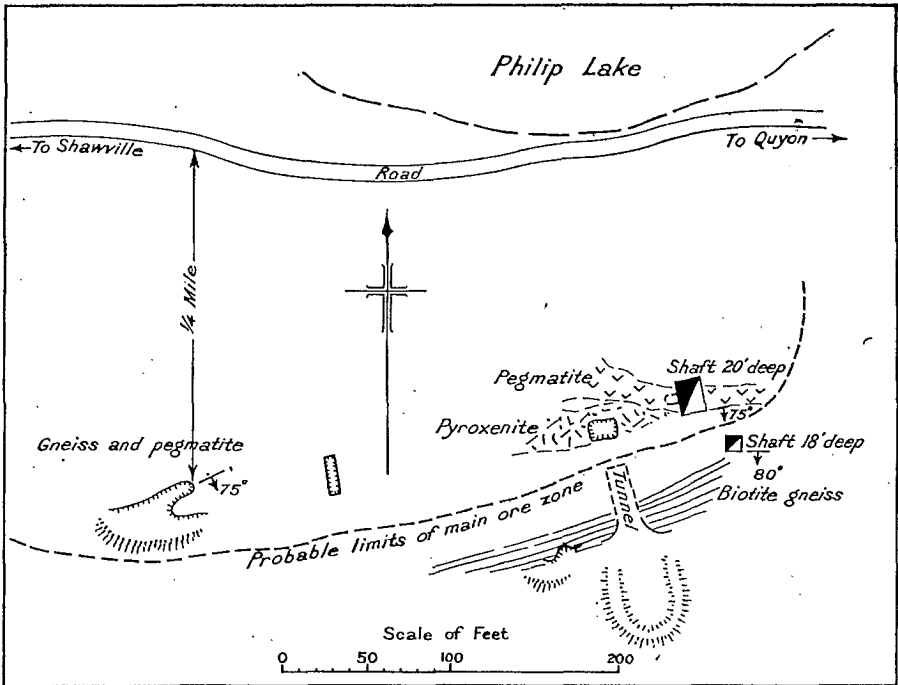 Philip Lake
To Shawville
To Quyon
Road
¼ Mile
Pegmatite
Shaft 20' deep
75°
Pyroxenite
Gneiss and pegmatite
Shaft 18' deep
75°
80°
Biotite gneiss
Tunnel
Probable limits of main ore zone
Scale of Feet
0 50 100 200